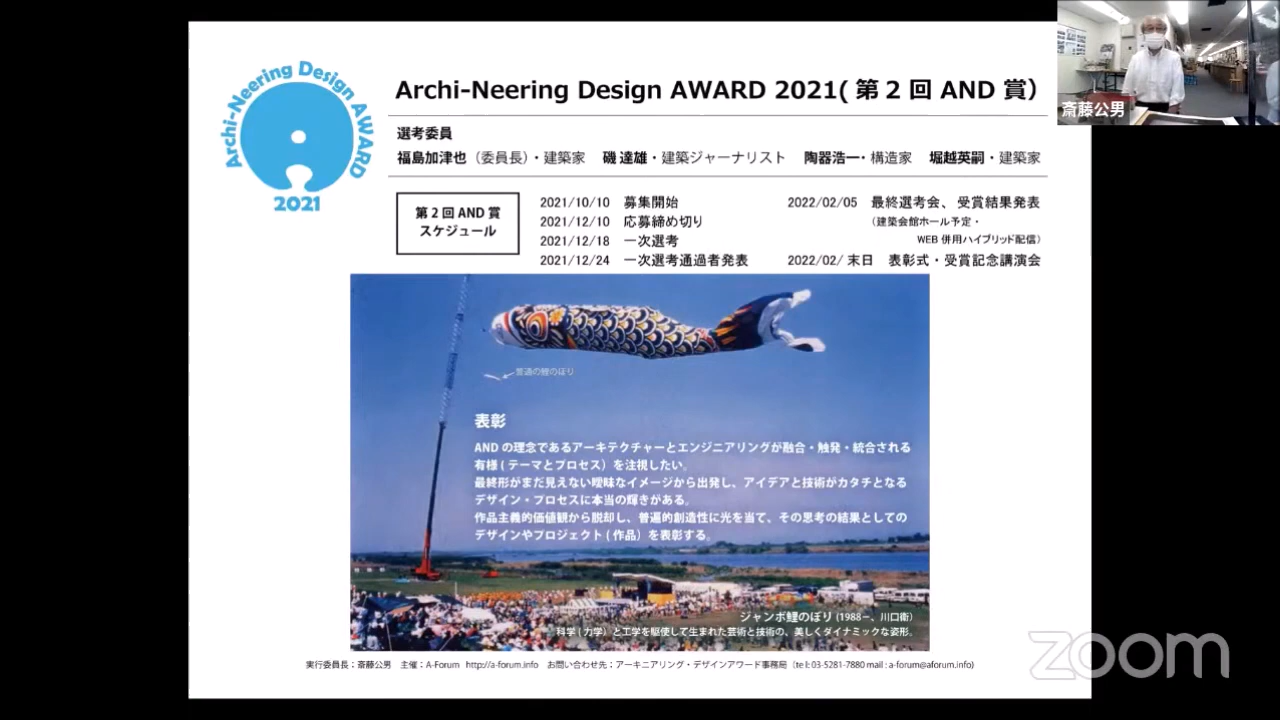 Archi-Neering Design AWARD
2021
Archi-Neering Design AWARD 2021(第2回 AND 賞)
選考委員
福島加津也(委員長)・建築家 磯 達雄・建築ジャーナリスト 陶器浩一・構造家 堀越英嗣・建築家
第2回 AND 賞
スケジュール
2021/10/10 募集開始
2021/12/10 応募締め切り
2021/12/18 一次選考
2021/12/24 一次選考通過者発表
2022/02/05 最終選考会、受賞結果発表
(建築会館ホール予定・
WEB 併用ハイブリッド配信)
2022/02/ 末日 表彰式・受賞記念講演会
普通の鯉のぼり
表彰
AND の理念であるアーキテクチャーとエンジニアリングが融合・触発・統合される
有様(テーマとプロセス)を注視したい。
最終形がまだ見えない曖昧なイメージから出発し、アイデアと技術がカタチとなる
デザイン・プロセスに本当の輝きがある。
作品主義的価値観から脱却し、普遍的創造性に光を当て、その思考の結果としての
デザインやプロジェクト(作品)を表彰する。
ジャンボ鯉のぼり(1988−、川口衞)
科学(力学)と工学を駆使して生まれた芸術と技術の、美しくダイナミックな姿形。
実行委員長:斎藤公男 主催:A-Forum http://a-forum.info お問い合わせ先:アーキニアリング・デザインアワード事務局(tel: 03-5281-7880 mail : a-forum@aforum.info)
斎藤公男
zoom